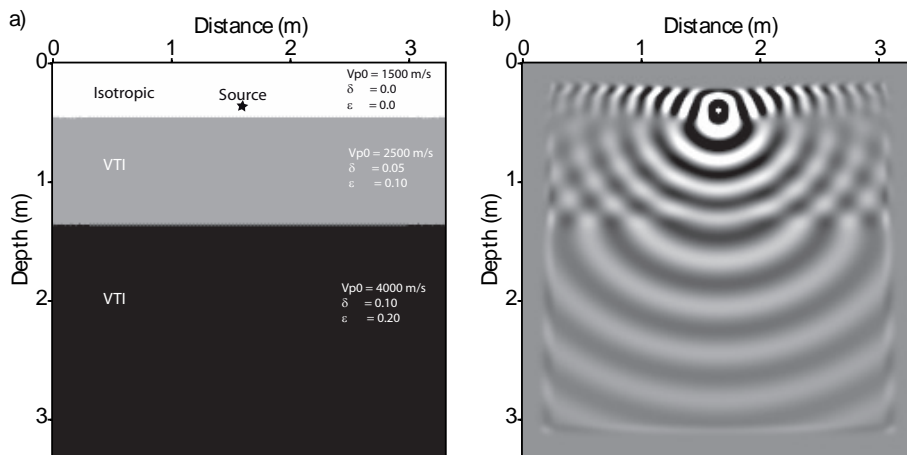 a)
Distance (m)
0 1 2 3
Depth (m)
0
1
2
3
Isotropic
Source
Vp0 = 1500 m/s
δ = 0.0
ε = 0.0
VTI
Vp0 = 2500 m/s
δ = 0.05
ε = 0.10
VTI
Vp0 = 4000 m/s
δ = 0.10
ε = 0.20
b)
Distance (m)
0 1 2 3
Depth (m)
0
1
2
3